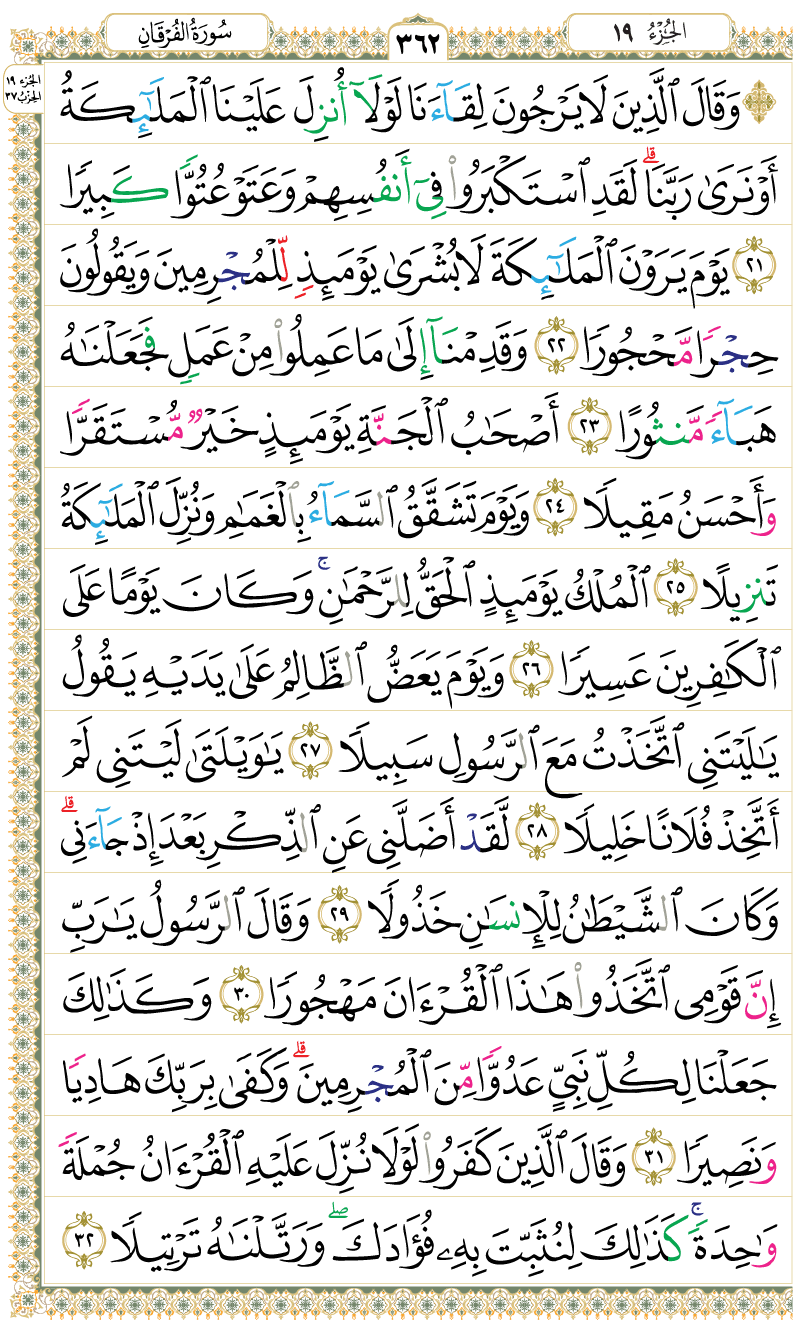 سُورَةُ الْفُرْقَانِ
٣٦٢
الجُزْءُ ١٩
الجزء ١٩
الحزب ٣٧
۞ وَقَالَ ٱلَّذِينَ لَا يَرْجُونَ لِقَآءَنَا لَوْلَآ أُنزِلَ عَلَيْنَا ٱلْمَلَٰٓئِكَةُ
أَوْ نَرَىٰ رَبَّنَا ۗ لَقَدِ ٱسْتَكْبَرُوا۟ فِىٓ أَنفُسِهِمْ وَعَتَوْ عُتُوًّا كَبِيرًا
٢١ يَوْمَ يَرَوْنَ ٱلْمَلَٰٓئِكَةَ لَا بُشْرَىٰ يَوْمَئِذٍ لِّلْمُجْرِمِينَ وَيَقُولُونَ
حِجْرًا مَّحْجُورًا ٢٢ وَقَدِمْنَآ إِلَىٰ مَا عَمِلُوا۟ مِنْ عَمَلٍ فَجَعَلْنَٰهُ
هَبَآءً مَّنثُورًا ٢٣ أَصْحَٰبُ ٱلْجَنَّةِ يَوْمَئِذٍ خَيْرٌ مُّسْتَقَرًّا
وَأَحْسَنُ مَقِيلًا ٢٤ وَيَوْمَ تَشَقَّقُ ٱلسَّمَآءُ بِٱلْغَمَٰمِ وَنُزِّلَ ٱلْمَلَٰٓئِكَةُ
تَنزِيلًا ٢٥ ٱلْمُلْكُ يَوْمَئِذٍ ٱلْحَقُّ لِلرَّحْمَٰنِ ۚ وَكَانَ يَوْمًا عَلَى
ٱلْكَٰفِرِينَ عَسِيرًا ٢٦ وَيَوْمَ يَعَضُّ ٱلظَّالِمُ عَلَىٰ يَدَيْهِ يَقُولُ
يَٰلَيْتَنِى ٱتَّخَذْتُ مَعَ ٱلرَّسُولِ سَبِيلًا ٢٧ يَٰوَيْلَتَىٰ لَيْتَنِى لَمْ
أَتَّخِذْ فُلَانًا خَلِيلًا ٢٨ لَّقَدْ أَضَلَّنِى عَنِ ٱلذِّكْرِ بَعْدَ إِذْ جَآءَنِى ۗ
وَكَانَ ٱلشَّيْطَٰنُ لِلْإِنسَٰنِ خَذُولًا ٢٩ وَقَالَ ٱلرَّسُولُ يَٰرَبِّ
إِنَّ قَوْمِى ٱتَّخَذُوا۟ هَٰذَا ٱلْقُرْءَانَ مَهْجُورًا ٣٠ وَكَذَٰلِكَ
جَعَلْنَا لِكُلِّ نَبِىٍّ عَدُوًّا مِّنَ ٱلْمُجْرِمِينَ ۗ وَكَفَىٰ بِرَبِّكَ هَادِيًا
وَنَصِيرًا ٣١ وَقَالَ ٱلَّذِينَ كَفَرُوا۟ لَوْلَا نُزِّلَ عَلَيْهِ ٱلْقُرْءَانُ جُمْلَةً
وَٰحِدَةً ۚ كَذَٰلِكَ لِنُثَبِّتَ بِهِۦ فُؤَادَكَ ۖ وَرَتَّلْنَٰهُ تَرْتِيلًا ٣٢